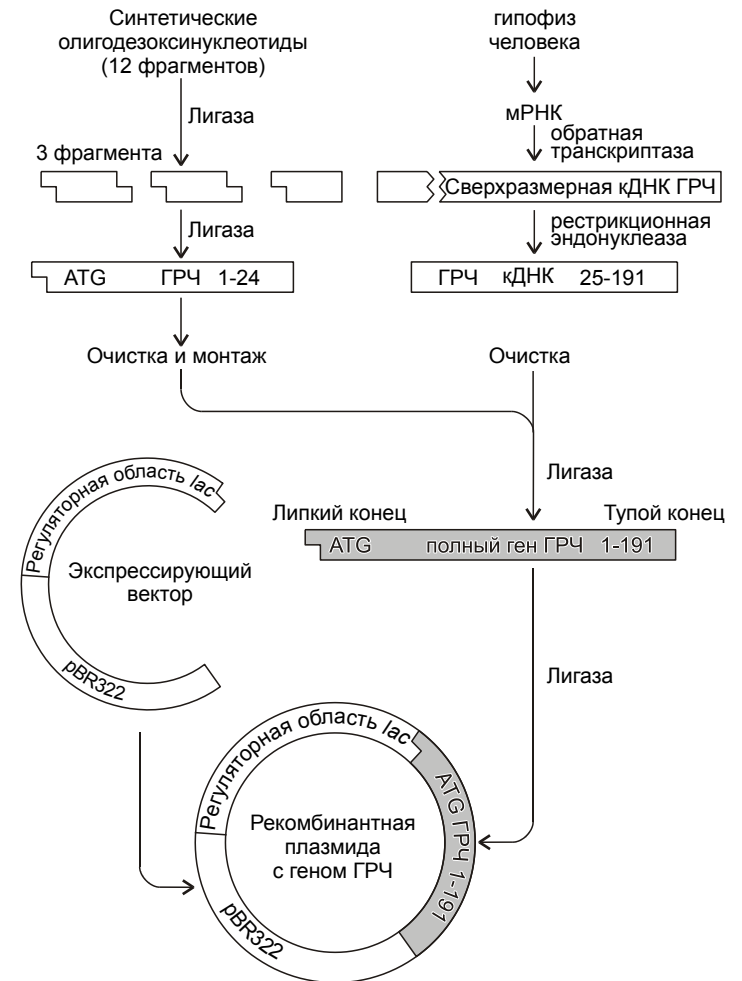 Синтетические
олигодезоксинуклеотиды
(12 фрагментов)
гипофиз
человека
Лигаза
мРНК
обратная
транскриптаза
3 фрагмента
Сверхразмерная кДНК ГРЧ
Лигаза
рестрикционная
эндонуклеаза
ATG ГРЧ 1-24
ГРЧ кДНК 25-191
Очистка и монтаж
Очистка
Лигаза
Липкий конец
Тупой конец
ATG полный ген ГРЧ 1-191
Регуляторная область lac
Экспрессирующий
вектор
pBR322
Лигаза
Регуляторная область lac
ATG ГРЧ 1-191
Рекомбинантная
плазмида
с геном ГРЧ
pBR322